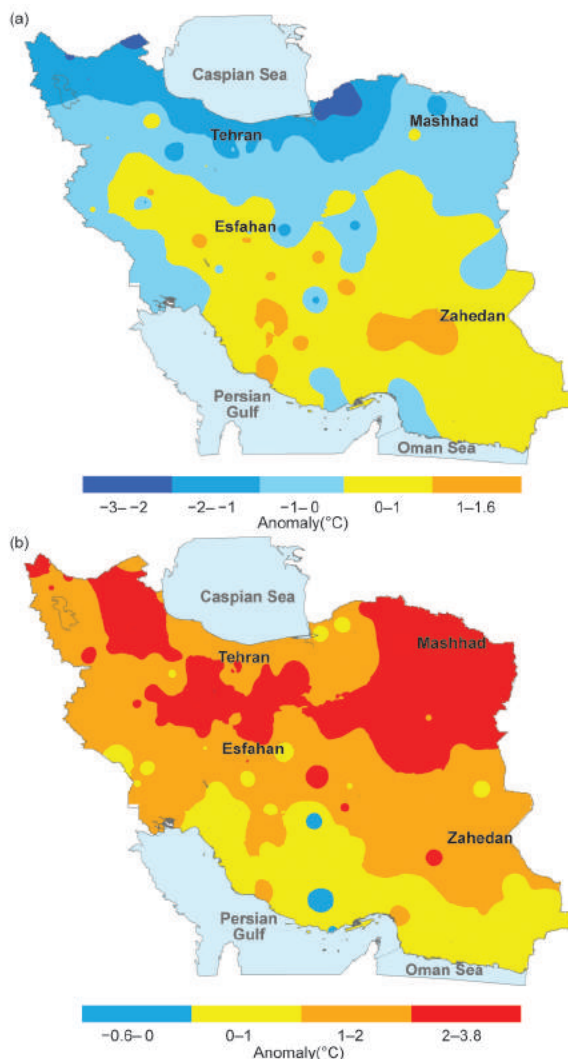 (a)
Caspian Sea
Mashhad
Tehran
Esfahan
Zahedan
Persian
Gulf
Oman Sea
−3– −2 −2– −1 −1– 0 0–1 1–1.6
Anomaly(°C)
(b)
Caspian Sea
Mashhad
Tehran
Esfahan
Zahedan
Persian
Gulf
Oman Sea
−0.6–0 0–1 1–2 2–3.8
Anomaly(°C)